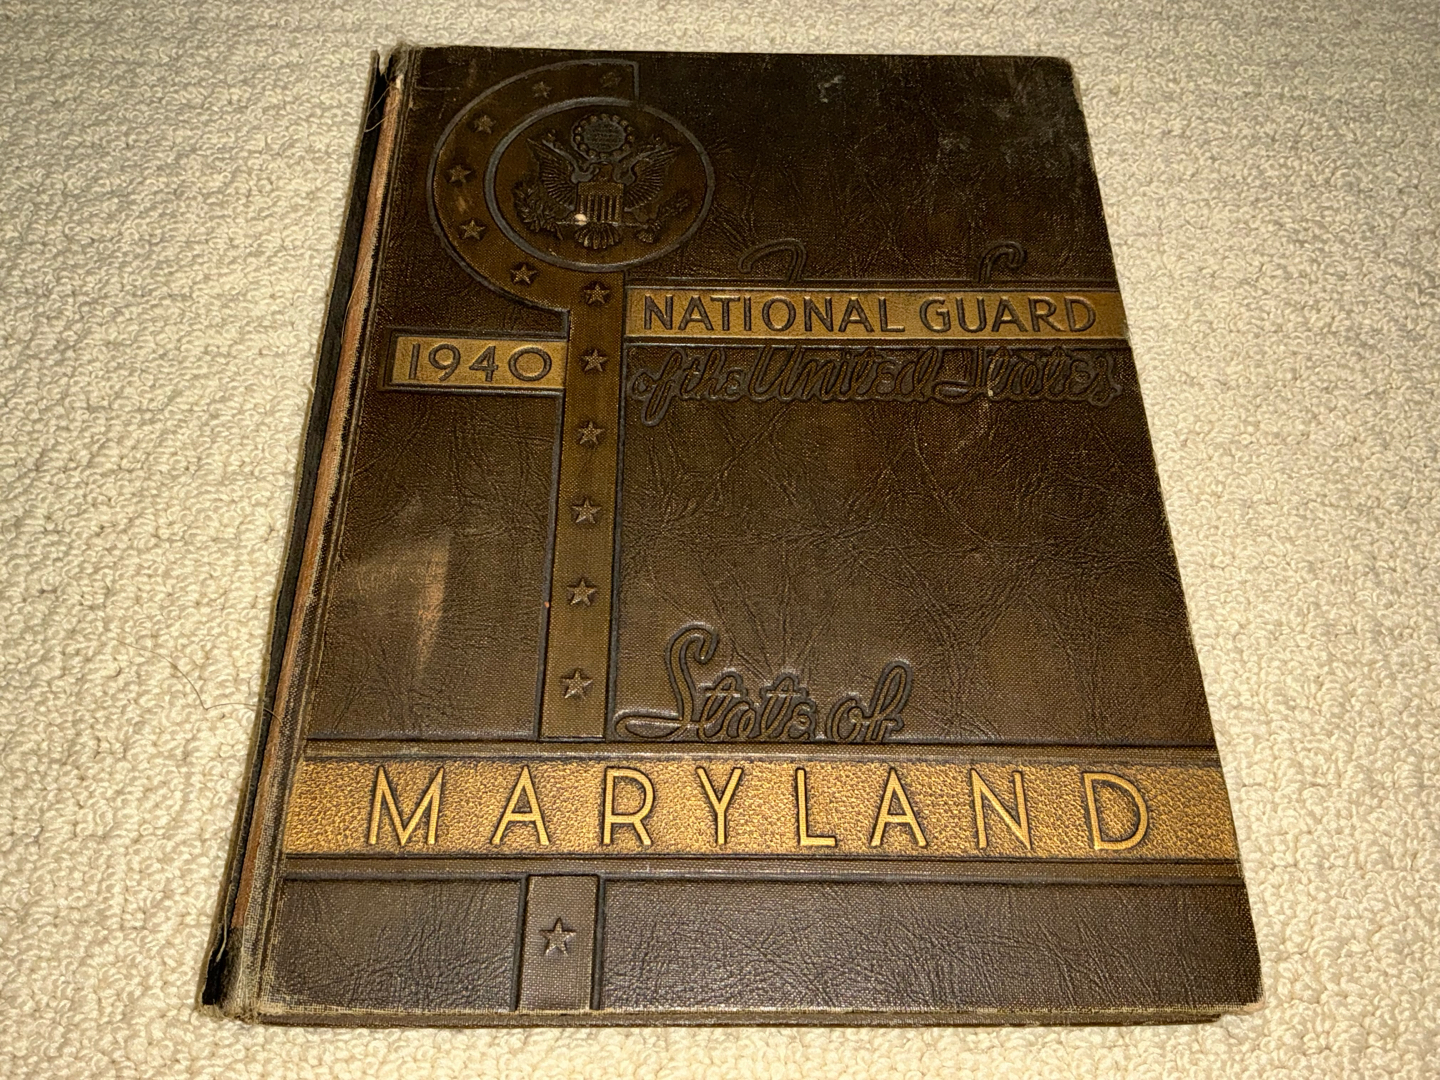 NATIONAL GUARD
1940
of the United States
State of
MARYLAND